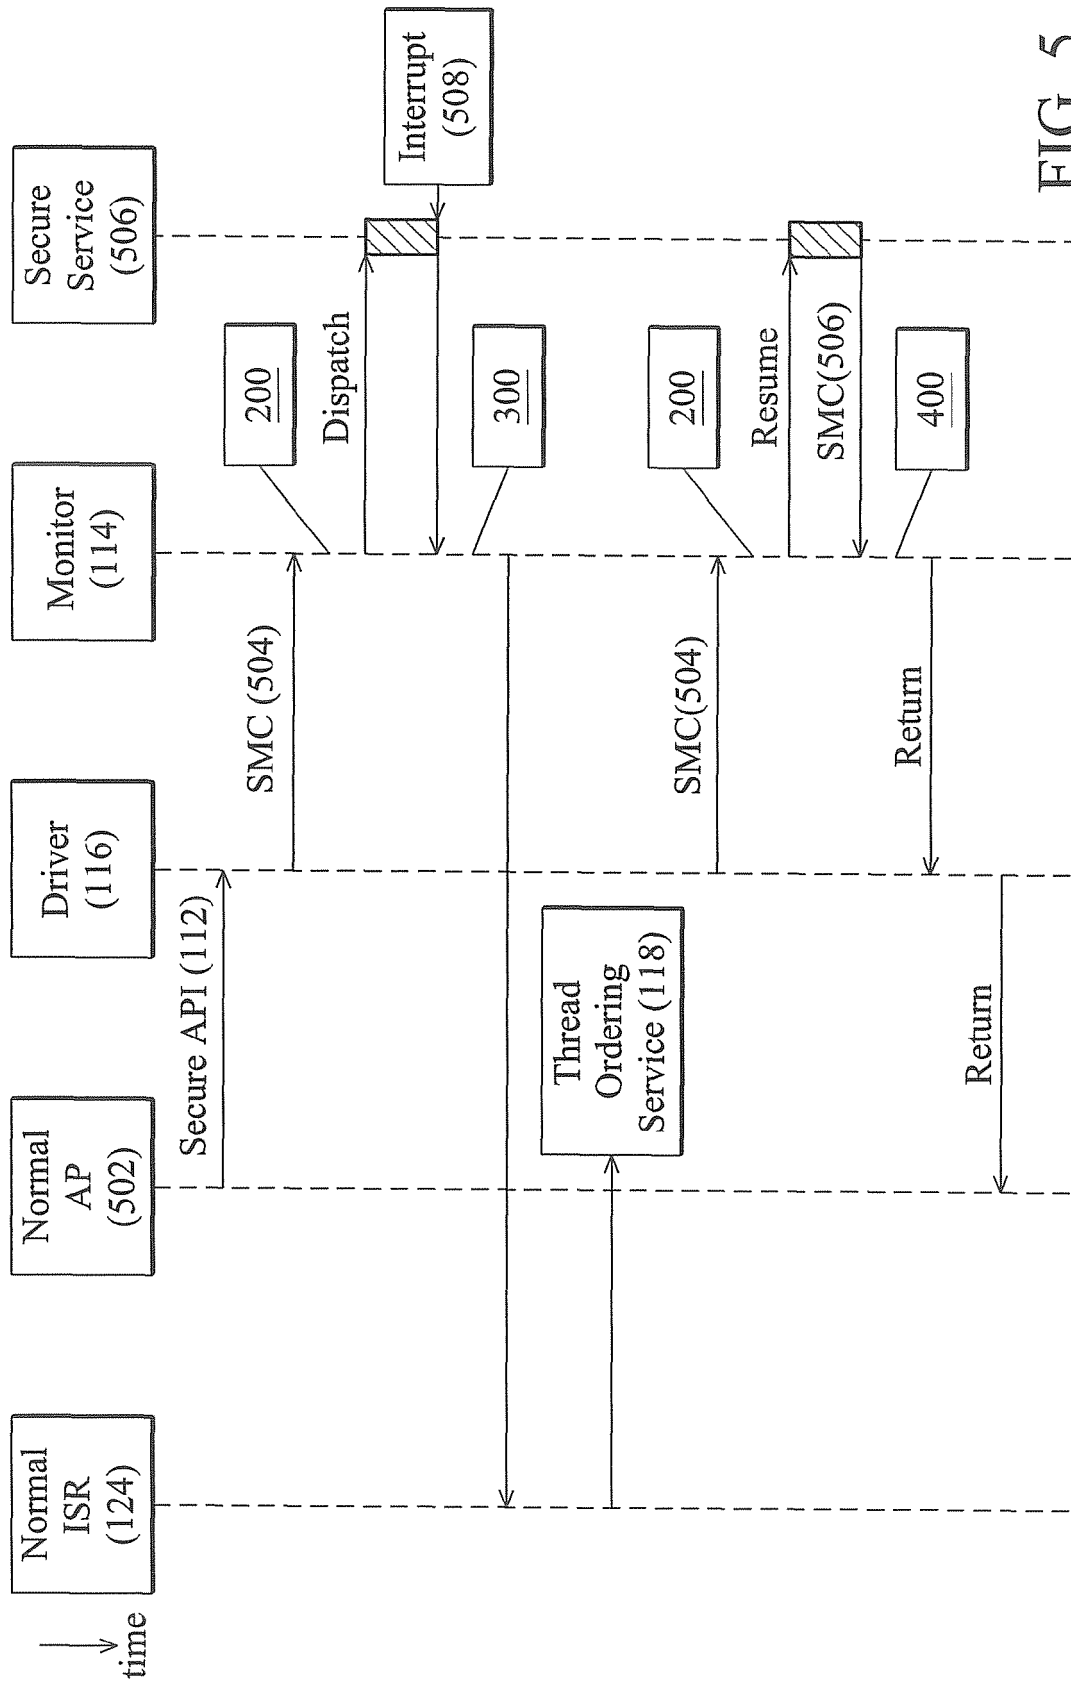 time
Normal
ISR
(124)
Normal
AP
(502)
Driver
(116)
Monitor
(114)
Secure
Service
(506)
Secure API (112)
SMC (504)
200
Dispatch
Interrupt
(508)
300
Thread
Ordering
Service (118)
SMC(504)
200
Resume
SMC(506)
400
Return
Return
FIG. 5